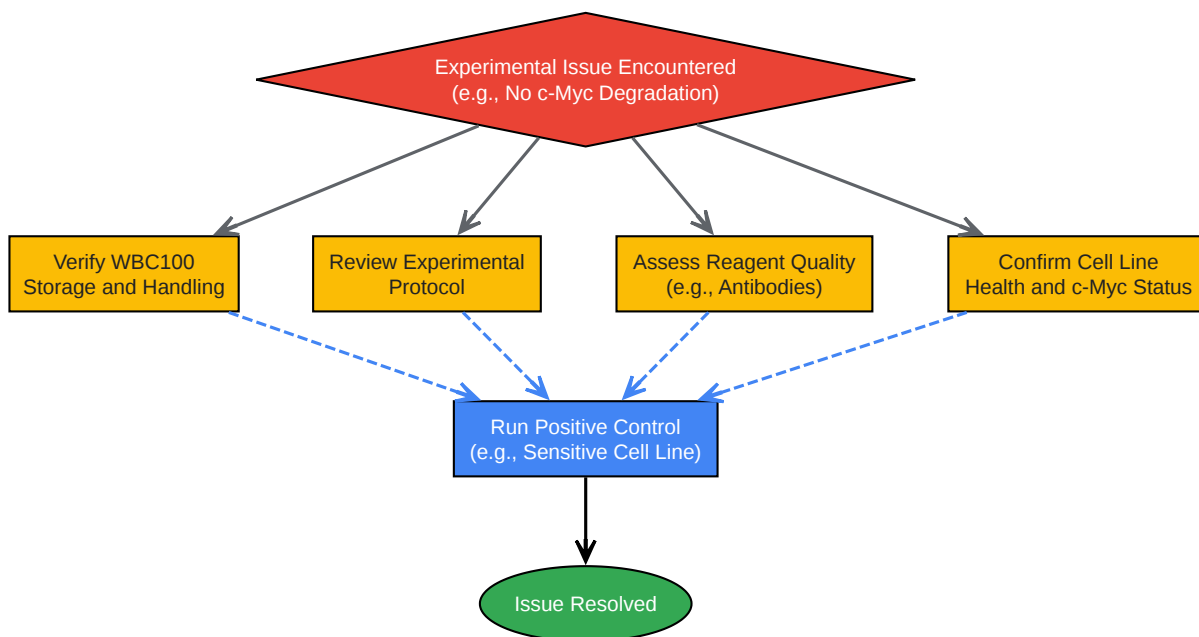 Experimental Issue Encountered
(e.g., No c-Myc Degradation)
Verify WBC100
Storage and Handling
Review Experimental
Protocol
Assess Reagent Quality
(e.g., Antibodies)
Confirm Cell Line
Health and c-Myc Status
Run Positive Control
(e.g., Sensitive Cell Line)
Issue Resolved